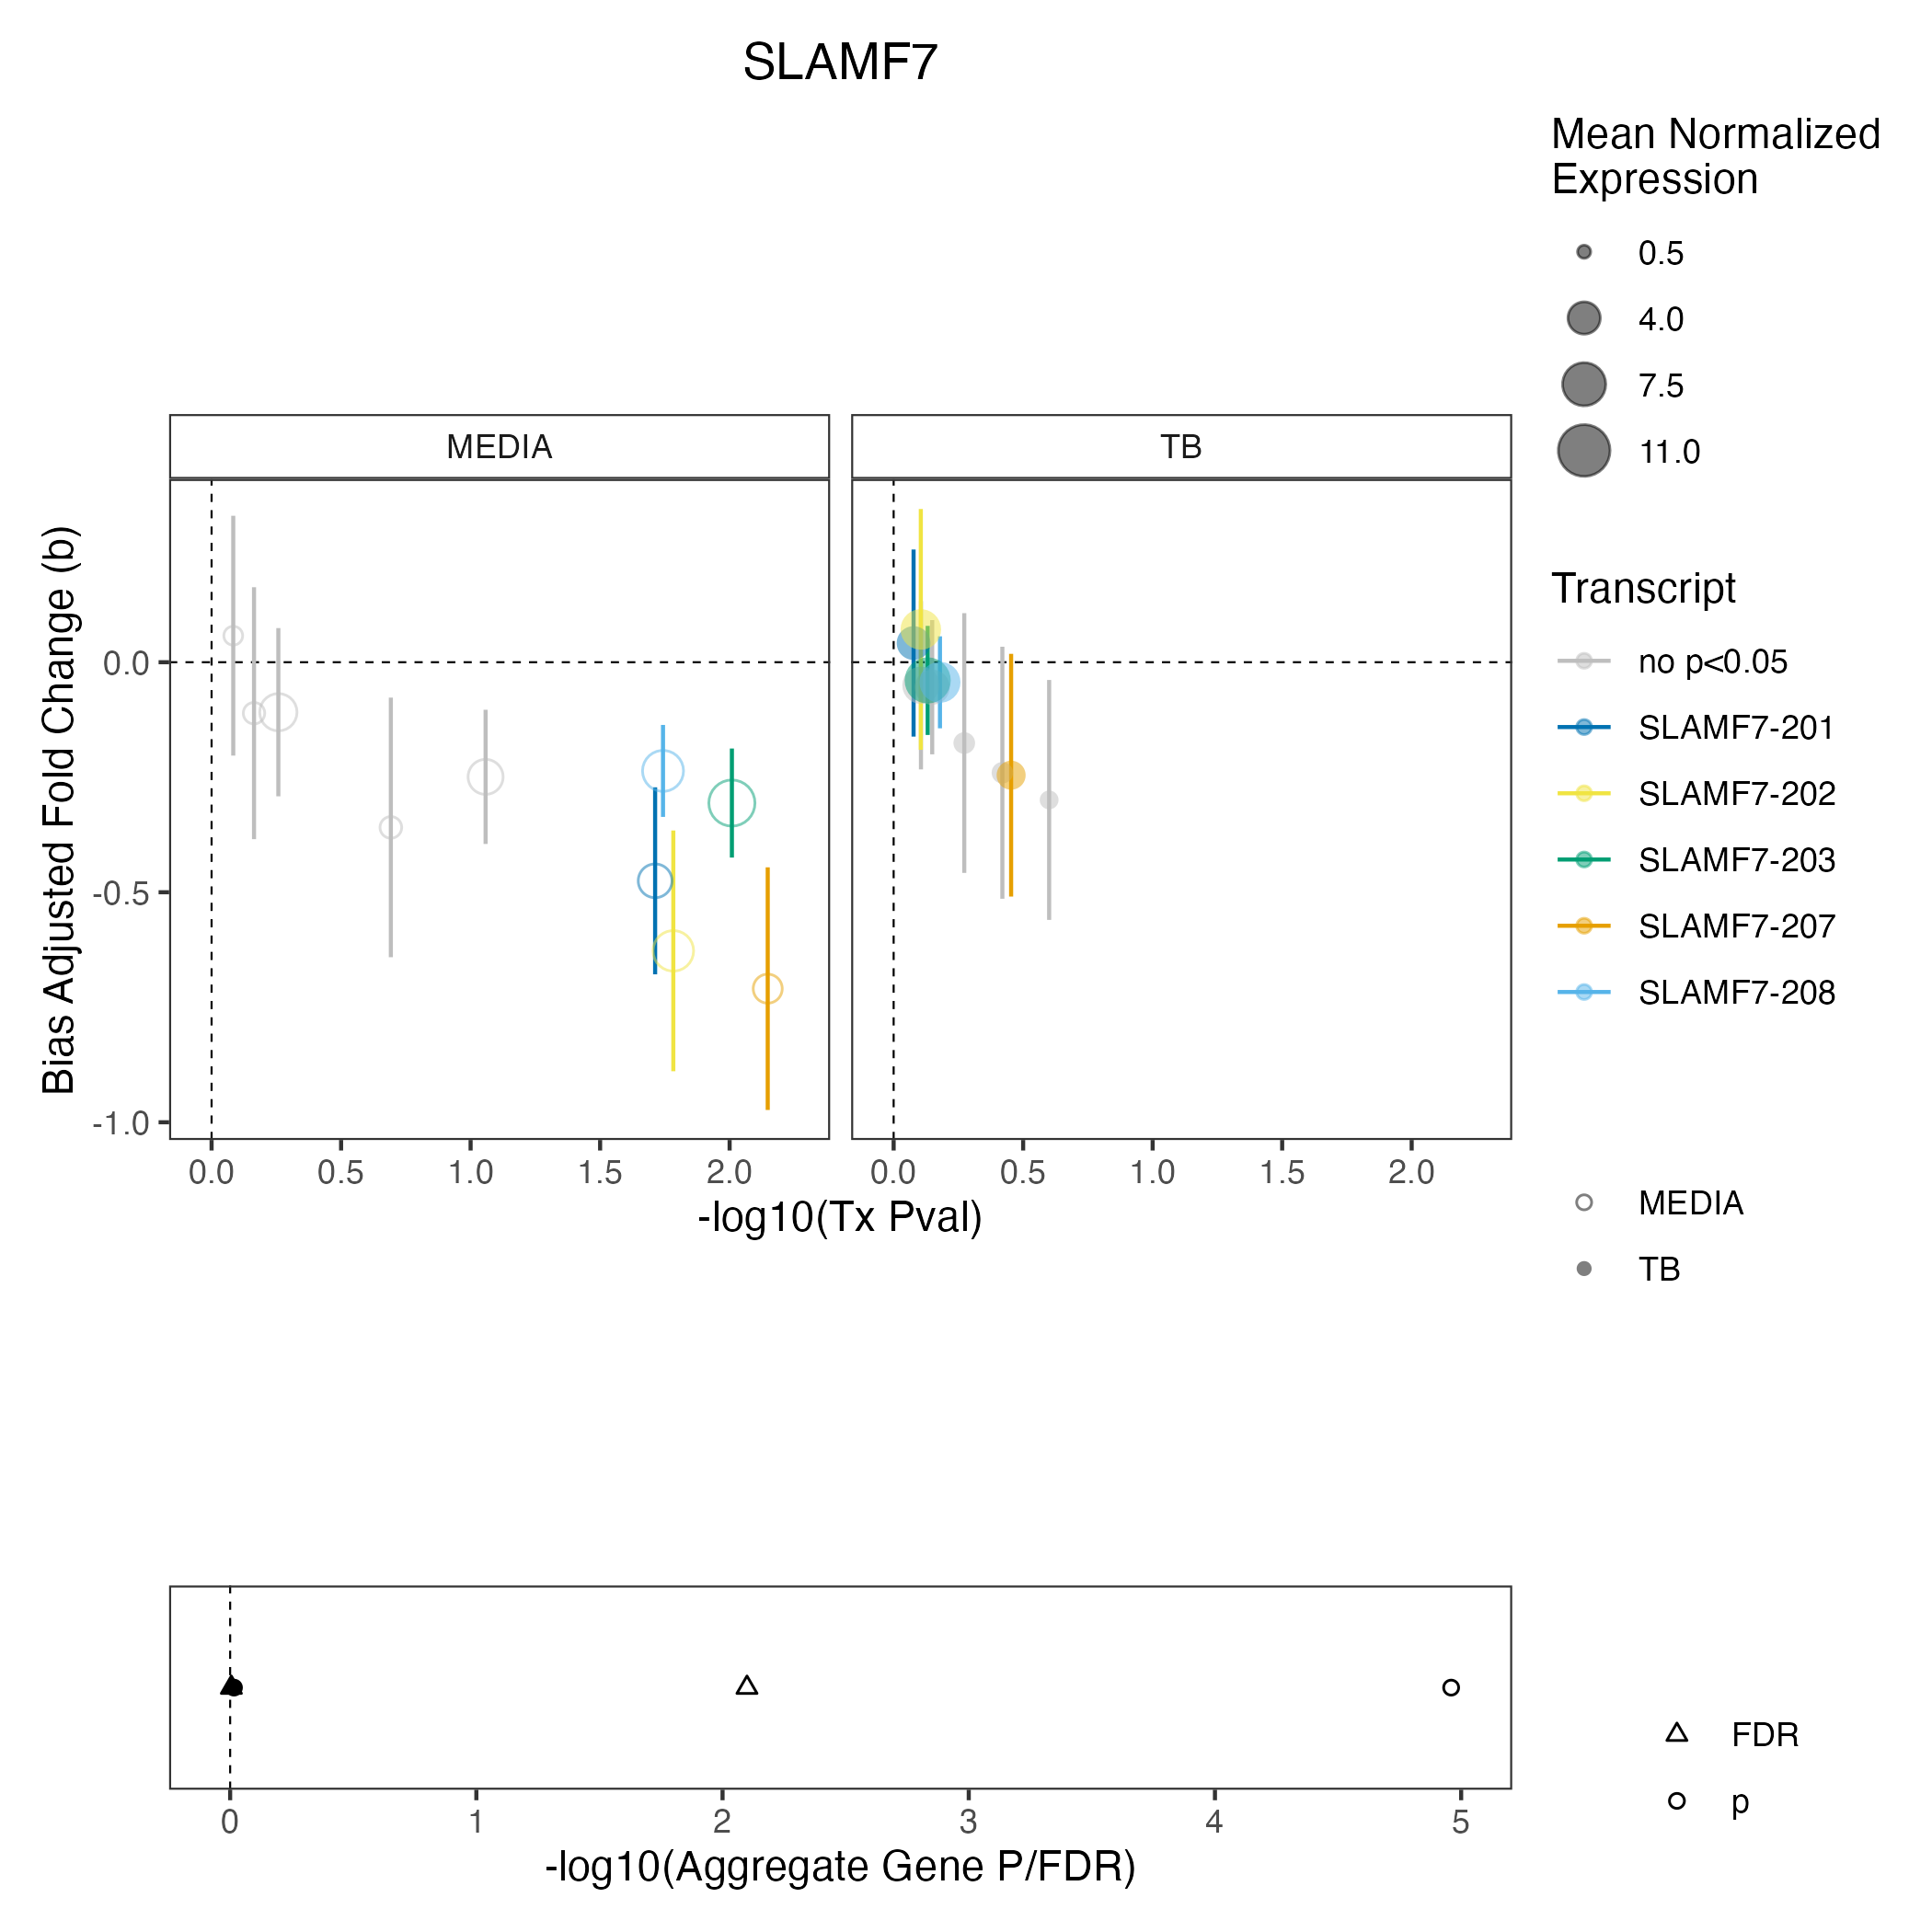 SLAMF7
Mean Normalized
Expression
0.5
4.0
7.5
11.0
MEDIA
TB
Bias Adjusted Fold Change (b)
0.0
-0.5
-1.0
0.0 0.5 1.0 1.5 2.0
0.0 0.5 1.0 1.5 2.0
-log10(Tx Pval)
Transcript
no p<0.05
SLAMF7-201
SLAMF7-202
SLAMF7-203
SLAMF7-207
SLAMF7-208
MEDIA
TB
0 1 2 3 4 5
-log10(Aggregate Gene P/FDR)
FDR
p